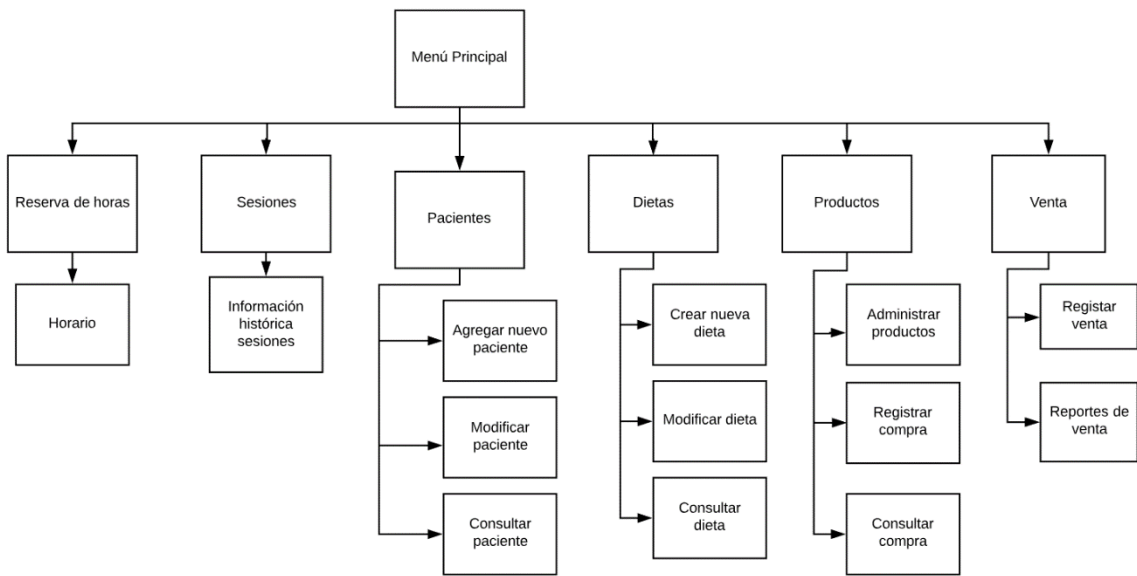 Menú Principal
Reserva de horas
Sesiones
Pacientes
Dietas
Productos
Venta
Horario
Información
histórica
sesiones
Agregar nuevo
paciente
Modificar
paciente
Consultar
paciente
Crear nueva
dieta
Modificar dieta
Consultar
dieta
Administrar
productos
Registrar
compra
Consultar
compra
Registar
venta
Reportes de
venta